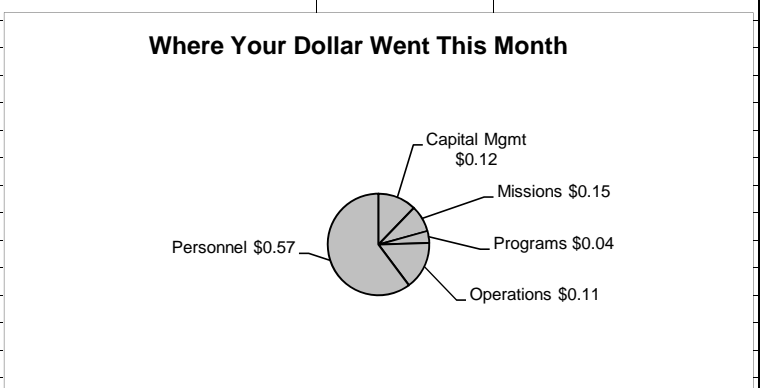 Where Your Dollar Went This Month
Capital Mgmt
$0.12
Missions $0.15
Personnel $0.57
Programs $0.04
Operations $0.11